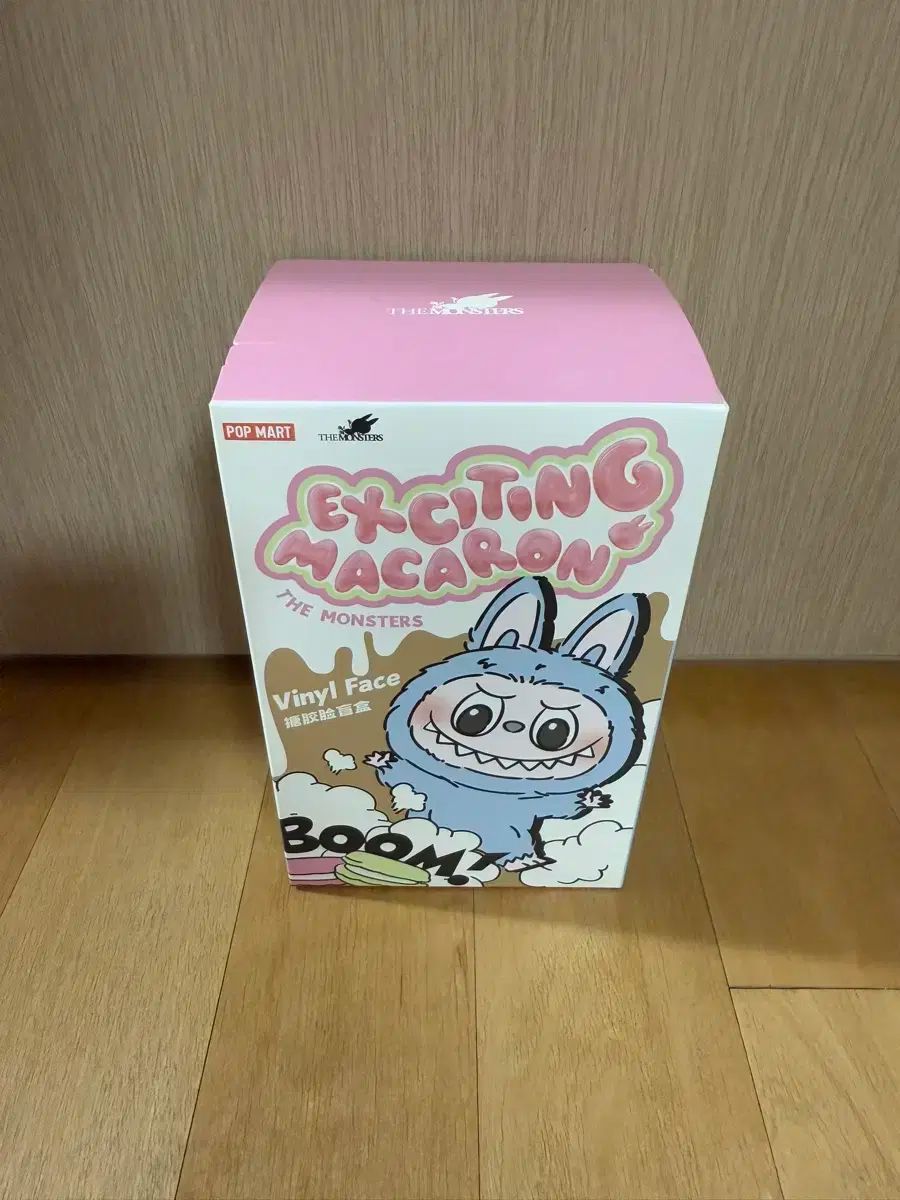 THE MONSTERS
POP MART
THE MONSTERS
EXCITING
MACARON
THE MONSTERS
Vinyl Face
搪胶脸盲盒
BOOM!